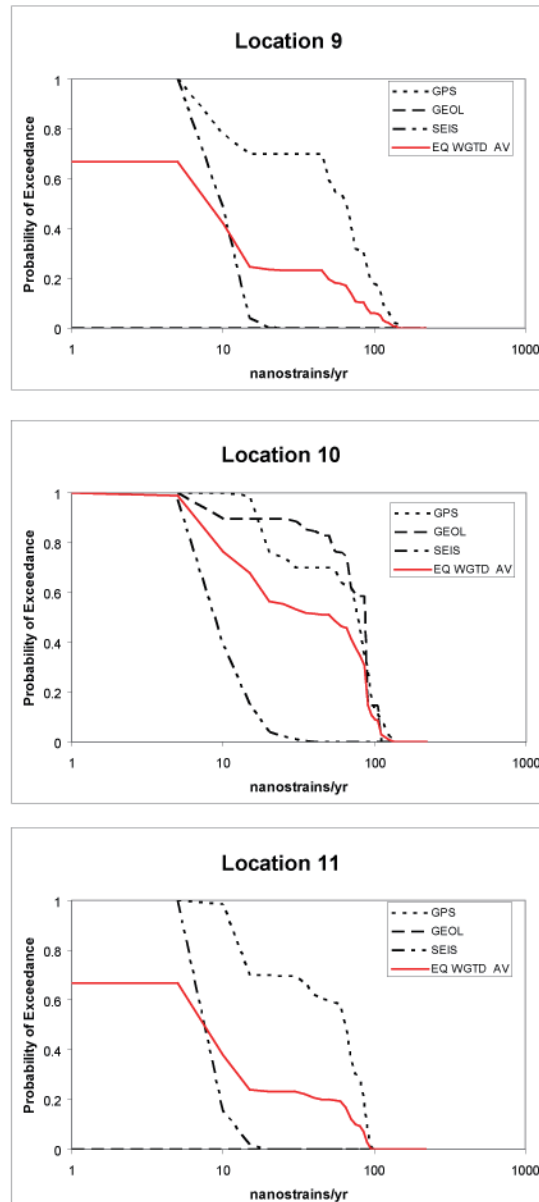 Location 9
1
0.8
0.6
0.4
0.2
0
Probability of Exceedance
GPS
GEOL
SEIS
EQ WGTD AV
1 10 100 1000
nanostrains/yr
Location 10
1
0.8
0.6
0.4
0.2
0
Probability of Exceedance
GPS
GEOL
SEIS
EQ WGTD AV
1 10 100 1000
nanostrains/yr
Location 11
1
0.8
0.6
0.4
0.2
0
Probability of Exceedance
GPS
GEOL
SEIS
EQ WGTD AV
1 10 100 1000
nanostrains/yr